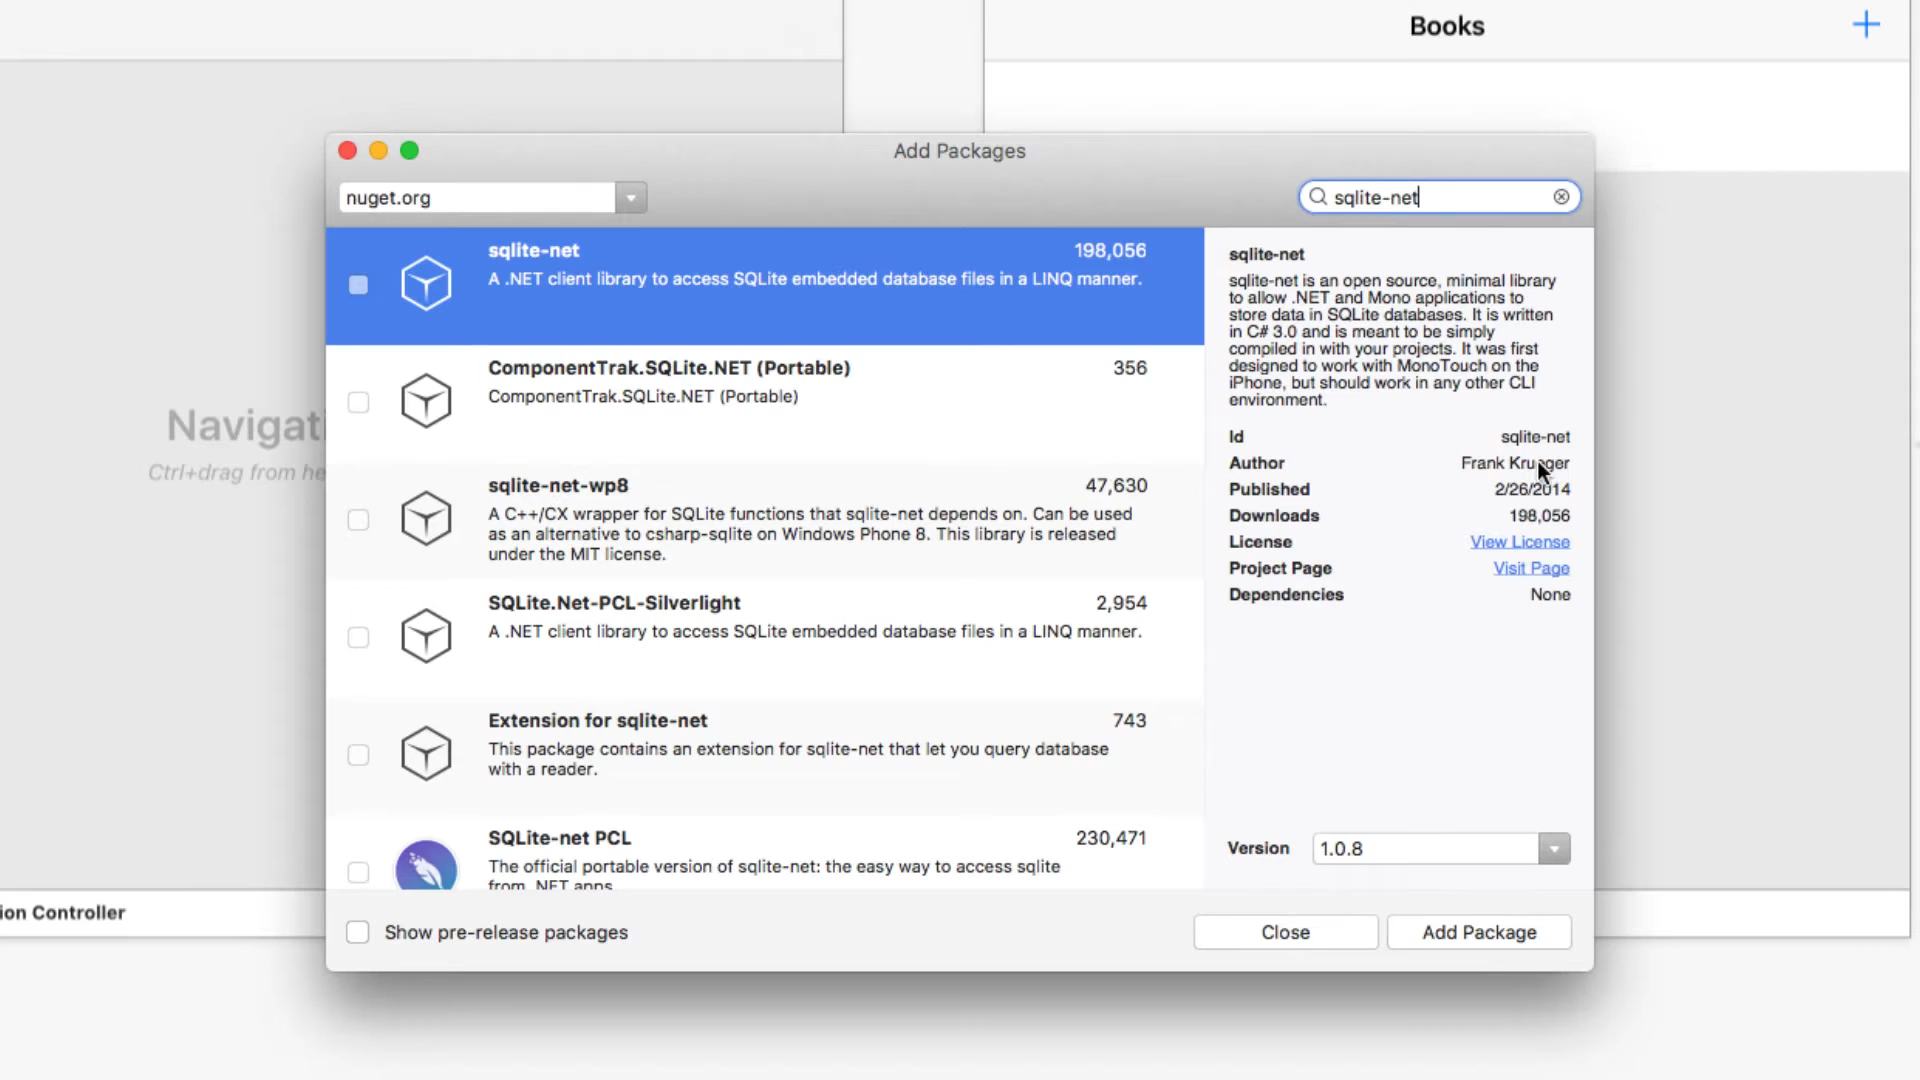 Books
Add Packages
nuget.org
sqlite-net
sqlite-net 198,056
A .NET client library to access SQLite embedded database files in a LINQ manner.
ComponentTrak.SQLite.NET (Portable) 356
ComponentTrak.SQLite.NET (Portable)
sqlite-net-wp8 47,630
A C++/CX wrapper for SQLite functions that sqlite-net depends on. Can be used
as an alternative to csharp-sqlite on Windows Phone 8. This library is released
under the MIT license.
SQLite.Net-PCL-Silverlight 2,954
A .NET client library to access SQLite embedded database files in a LINQ manner.
Extension for sqlite-net 743
This package contains an extension for sqlite-net that let you query database
with a reader.
SQLite-net PCL 230,471
The official portable version of sqlite-net: the easy way to access sqlite
from .NET apps
sqlite-net
sqlite-net is an open source, minimal library
to allow .NET and Mono applications to
store data in SQLite databases. It is written
in C# 3.0 and is meant to be simply
compiled in with your projects. It was first
designed to work with MonoTouch on the
iPhone, but should work in any other CLI
environment.
Id sqlite-net
Author Frank Krueger
Published 2/26/2014
Downloads 198,056
License View License
Project Page Visit Page
Dependencies None
Version 1.0.8
Show pre-release packages
Close
Add Package
Navigati
Ctrl+drag from he
ion Controller